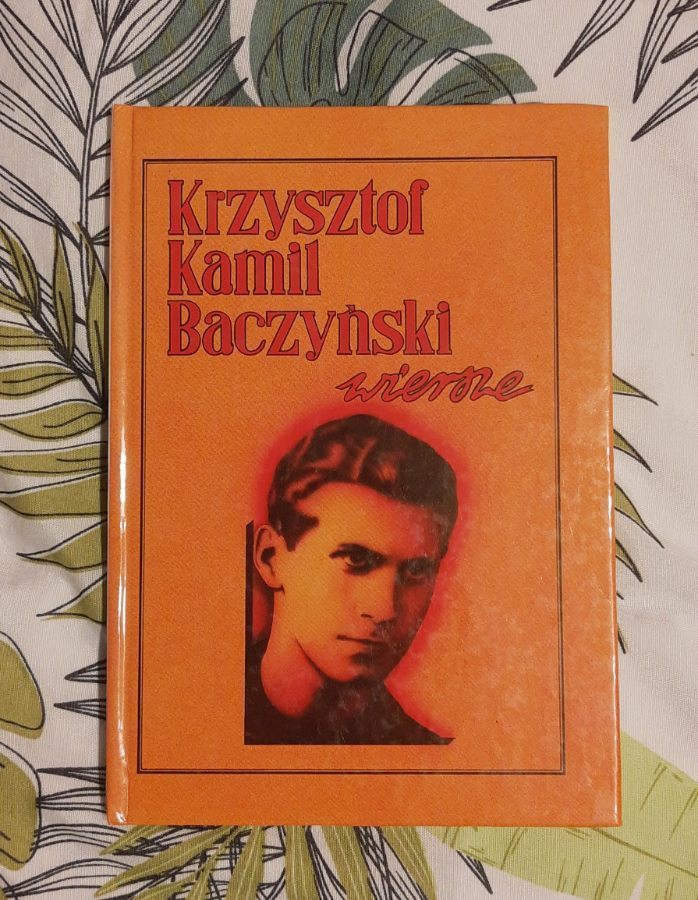 Krzysztof
Kamil
Baczyński
wiersze